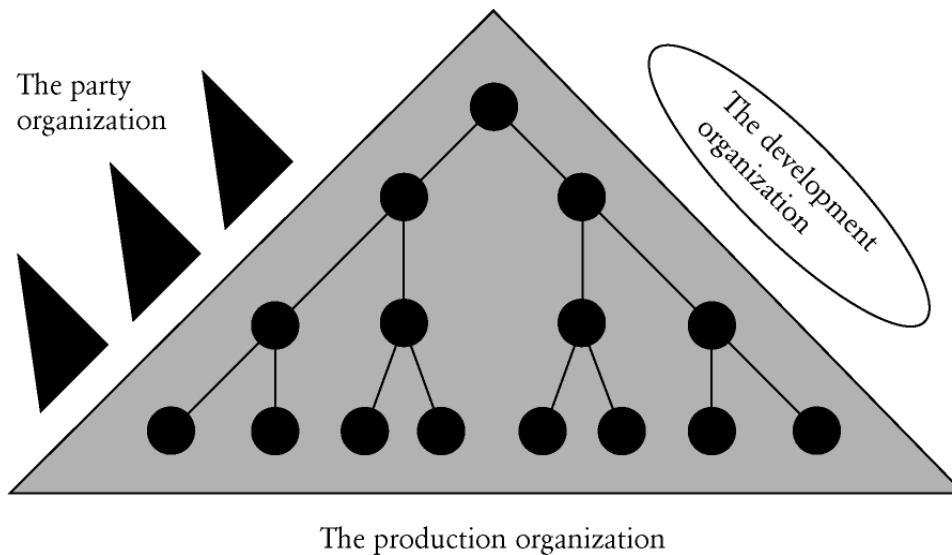 The party
organization
The development
organization
The production organization